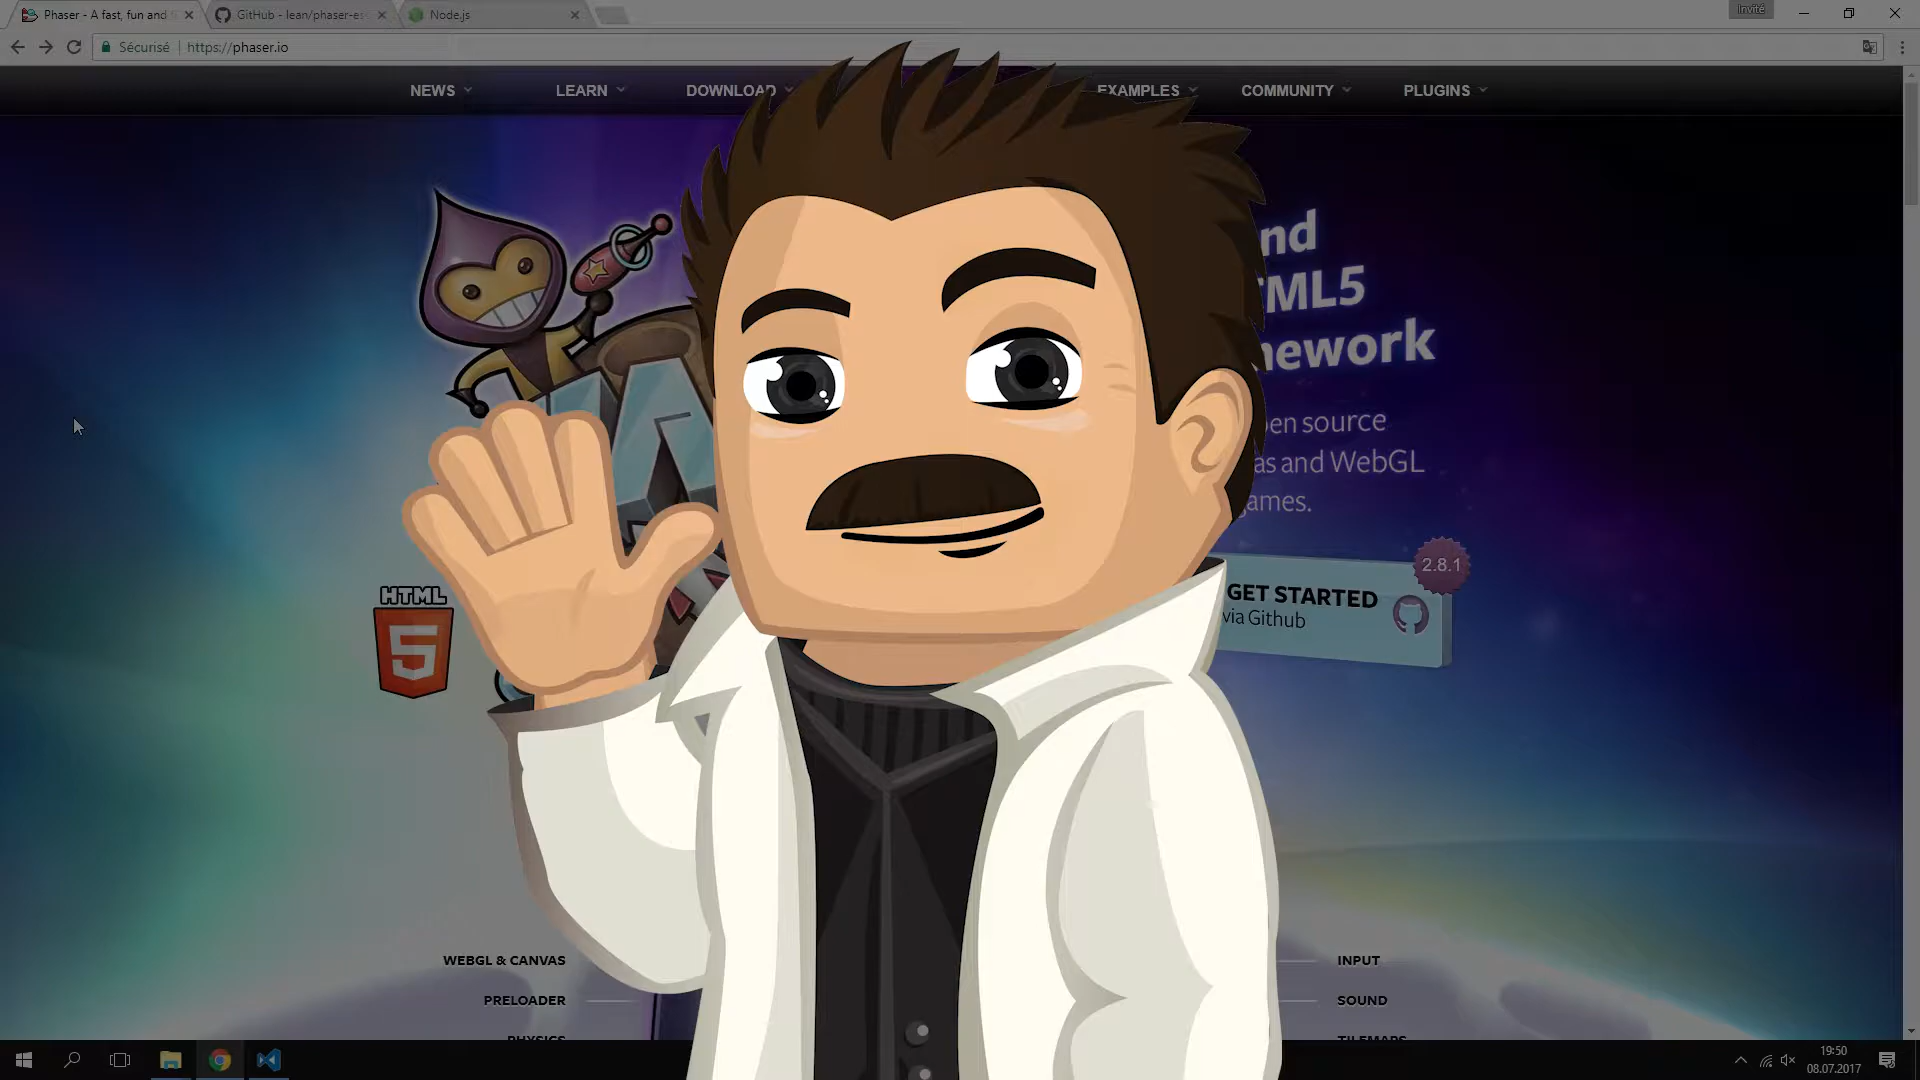 Phaser - A fast, fun and
GitHub - lean/phaser-es
Node.js
Invité
Sécurisé
https://phaser.io
NEWS
LEARN
DOWNLOAD
EXAMPLES
COMMUNITY
PLUGINS
nd
ML5
ework
en source
as and WebGL
ames.
2.8.1
GET STARTED
via Github
HTML
5
WEBGL & CANVAS
INPUT
PRELOADER
SOUND
PHYSICS
TILEMAPS
19:50
08.07.2017